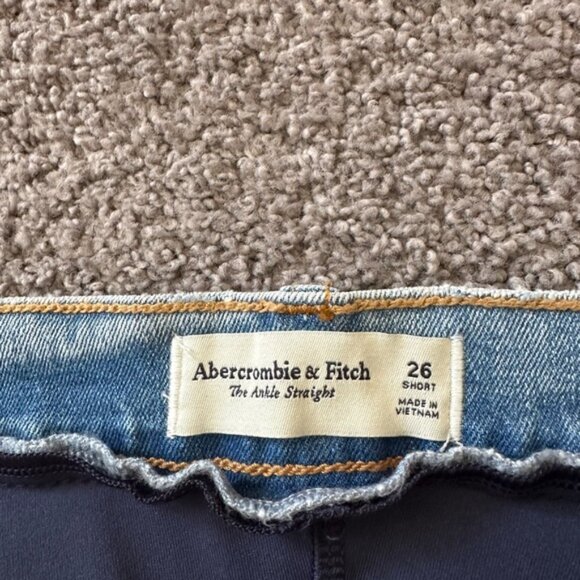 Abercrombie & Fitch
The Ankle Straight
26
SHORT
MADE IN
VIETNAM